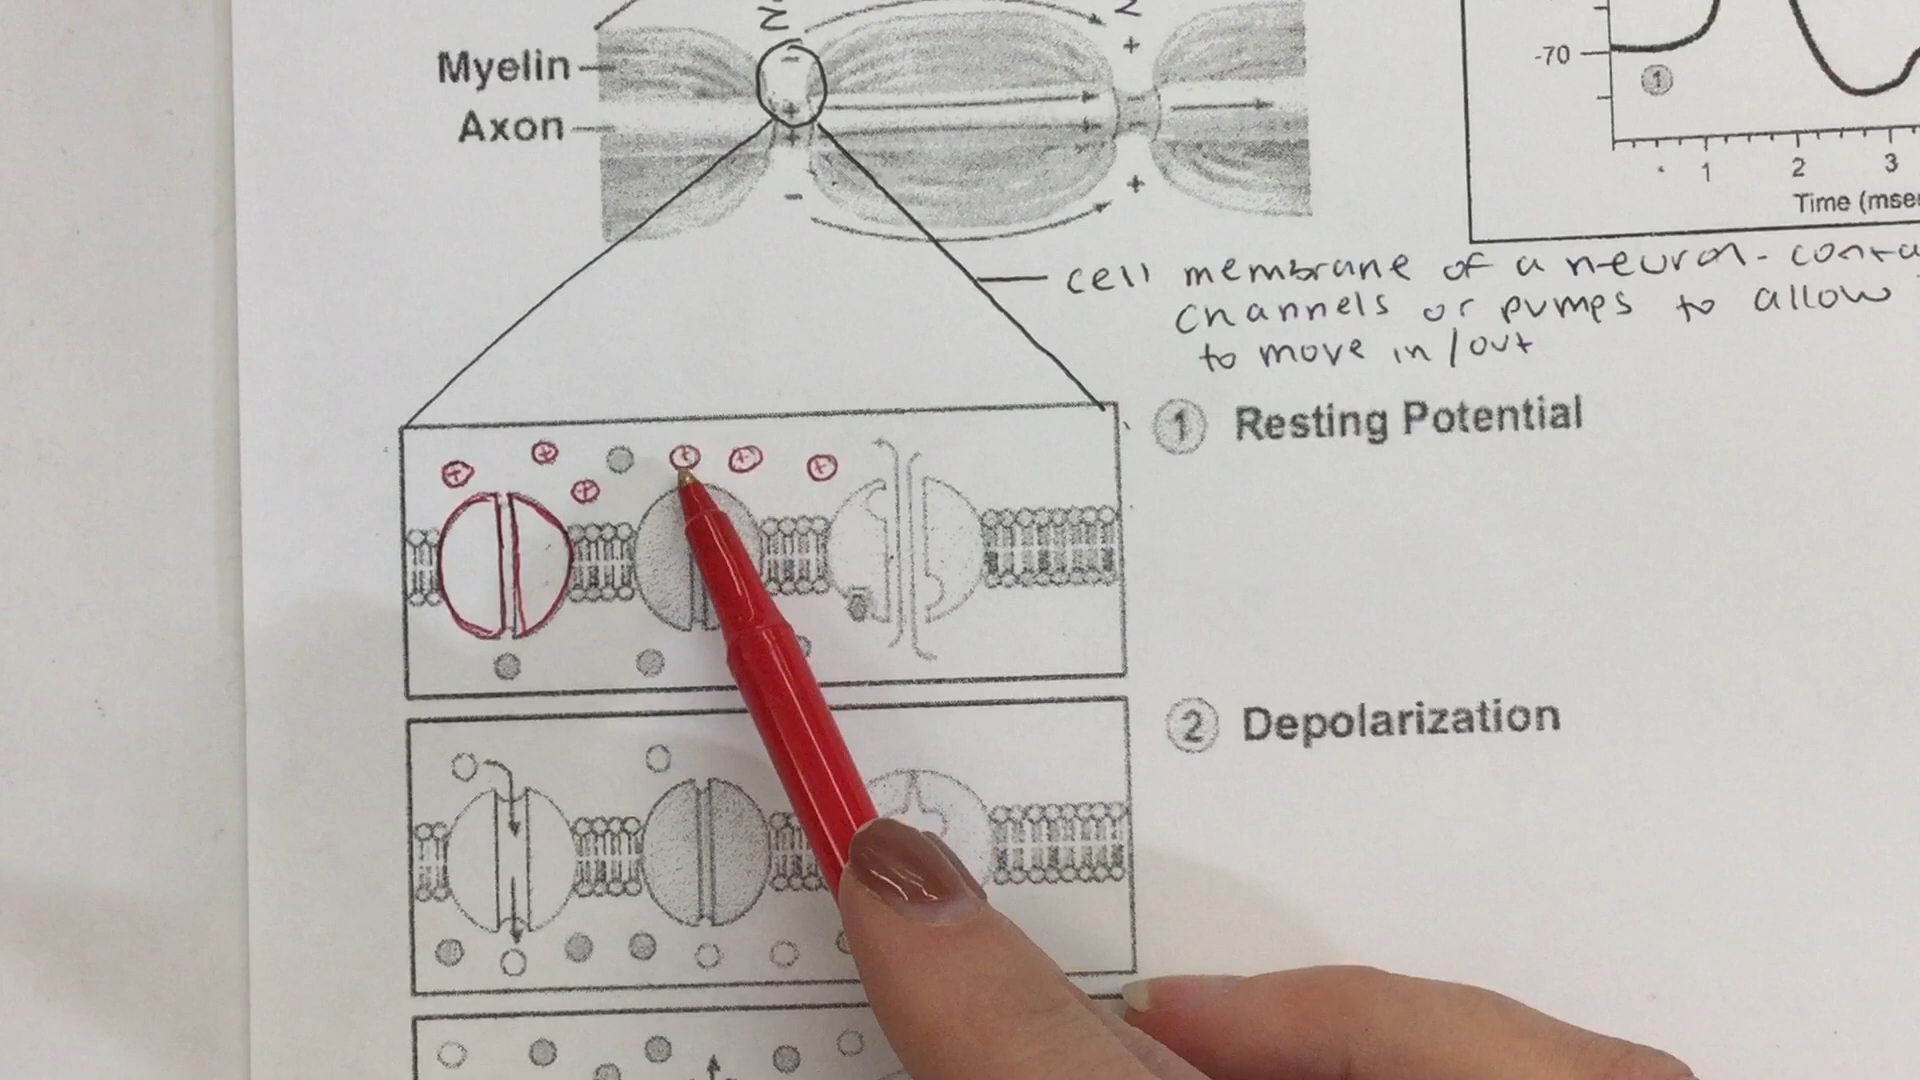 Myelin
Axon
-70
1
1 2 3
Time (mse
cell membrane of a neuron - conta
channels or pumps to allow
to move in/out
1 Resting Potential
2 Depolarization